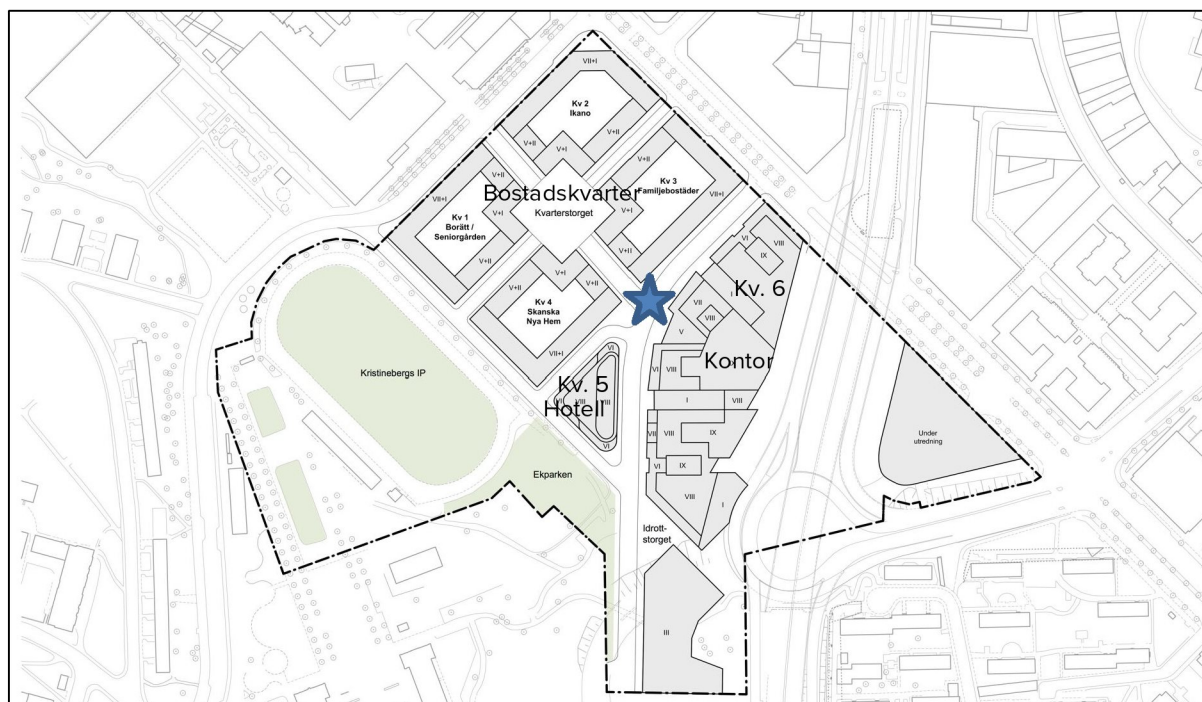 VII+I
Kv 2
Ikano
V+II
V+I
V+II
V+II
Kv 3
Familjebostäder
VII+I
V+I
V+II
Bostadskvarter
Kvarterstorget
V+II
VII+I
Kv 1
Borätt /
Seniorgården
V+I
V+II
V+I
V+II
V+II
Kv 4
Skanska
Nya Hem
VII+I
VI
VIII
IX
Kv. 6
VII
VIII
V
Kontor
VI
VIII
I
VIII
VII
VIII
IX
VI
IX
VIII
I
VI
Kv. 5
VIII
VIII
Hotell
VI
Kristinebergs IP
Ekparken
Under
utredning
Idrott-
storget
III